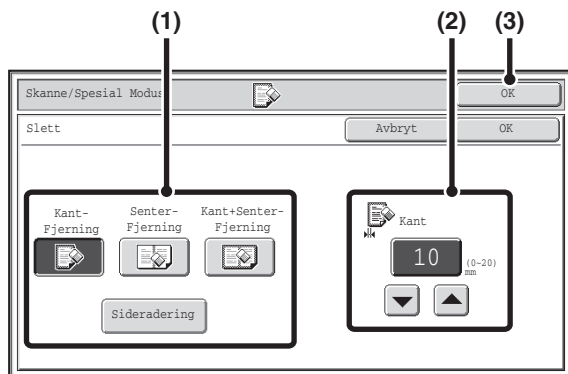 (1) (2) (3)
Skanne/Spesial Modus OK
Slett Avbryt OK
Kant-
Fjerning
Senter-
Fjerning
Kant+Senter-
Fjerning
Sideradering
Kant
10
(0~20)
mm